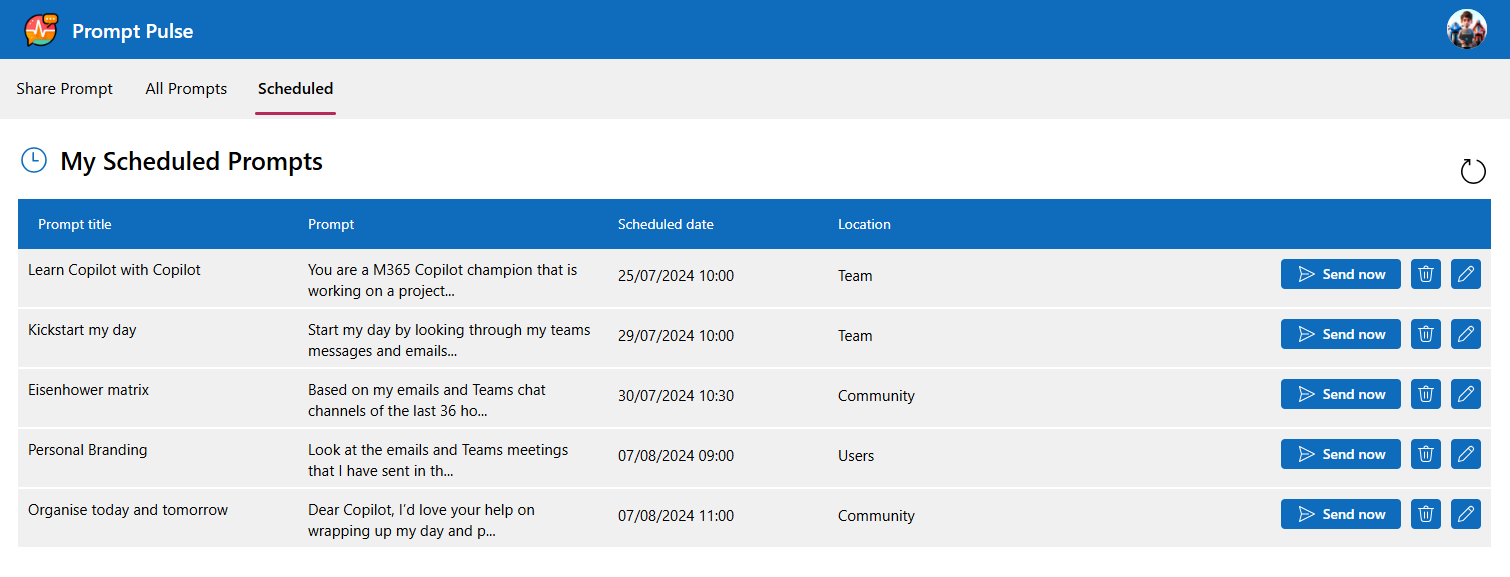 Prompt Pulse
Share Prompt All Prompts Scheduled
My Scheduled Prompts
Prompt title Prompt Scheduled date Location
Learn Copilot with Copilot You are a M365 Copilot champion that is
working on a project... 25/07/2024 10:00 Team Send now
Kickstart my day Start my day by looking through my teams
messages and emails... 29/07/2024 10:00 Team Send now
Eisenhower matrix Based on my emails and Teams chat
channels of the last 36 ho... 30/07/2024 10:30 Community Send now
Personal Branding Look at the emails and Teams meetings
that I have sent in th... 07/08/2024 09:00 Users Send now
Organise today and tomorrow Dear Copilot, I’d love your help on
wrapping up my day and p... 07/08/2024 11:00 Community Send now